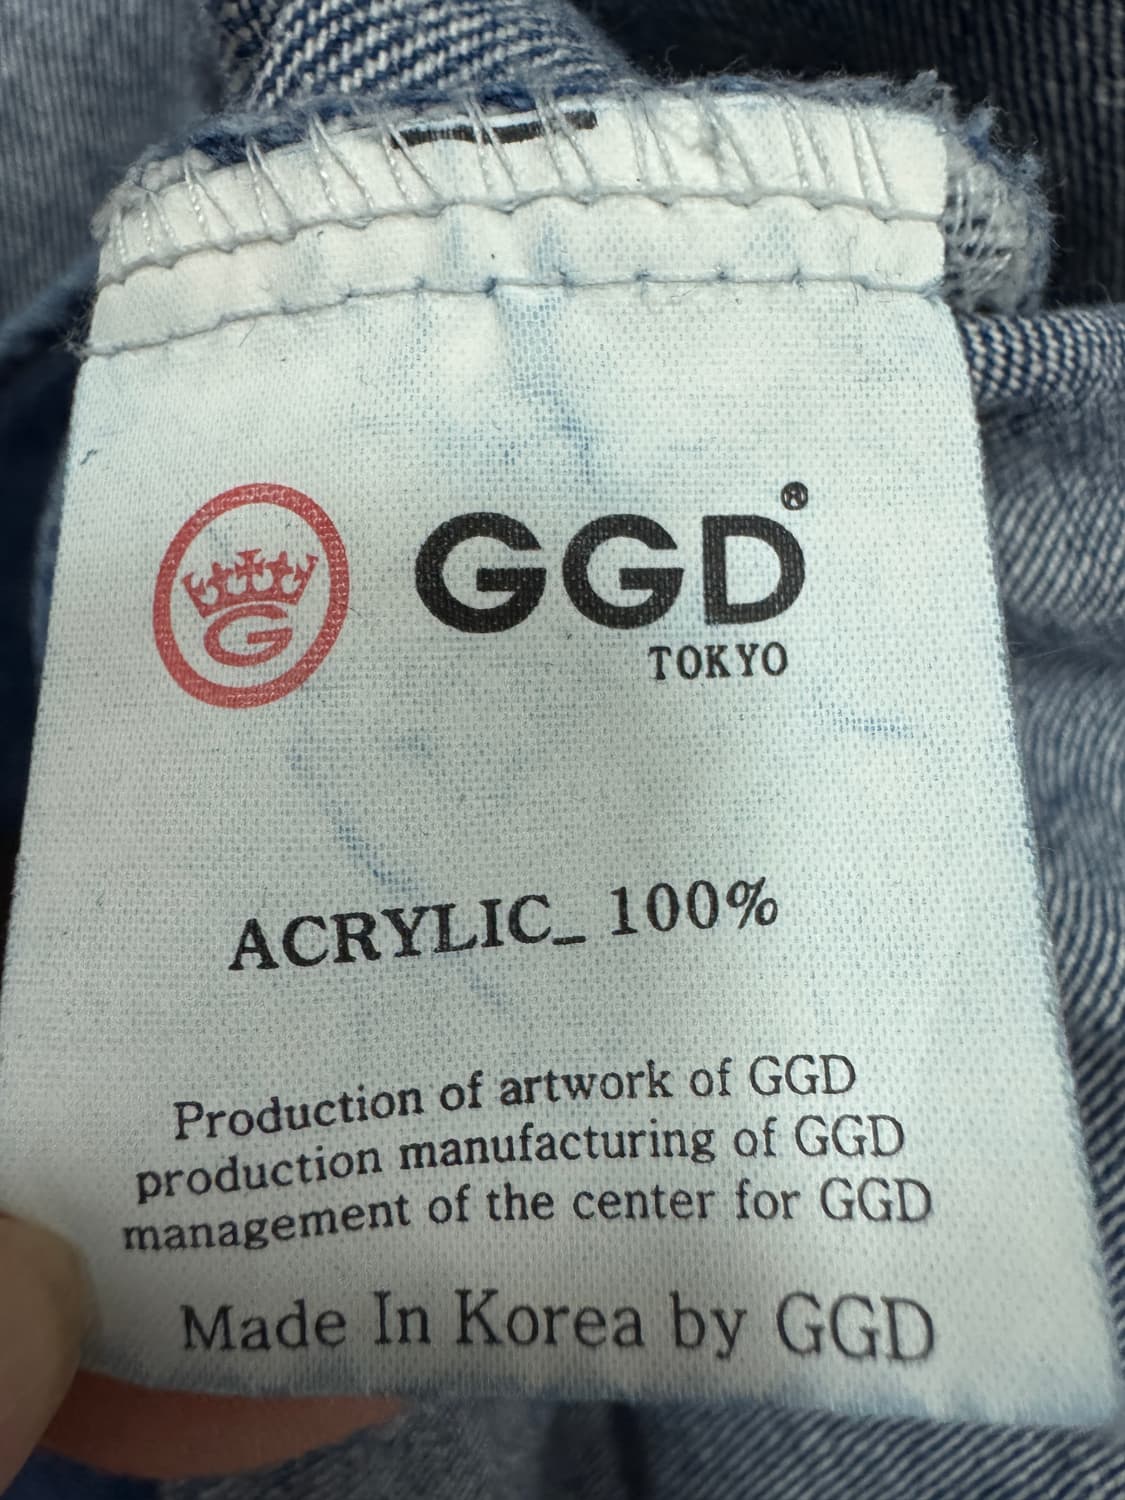 G
GGD®
TOKYO
ACRYLIC_ 100%
Production of artwork of GGD
production manufacturing of GGD
management of the center for GGD
Made In Korea by GGD